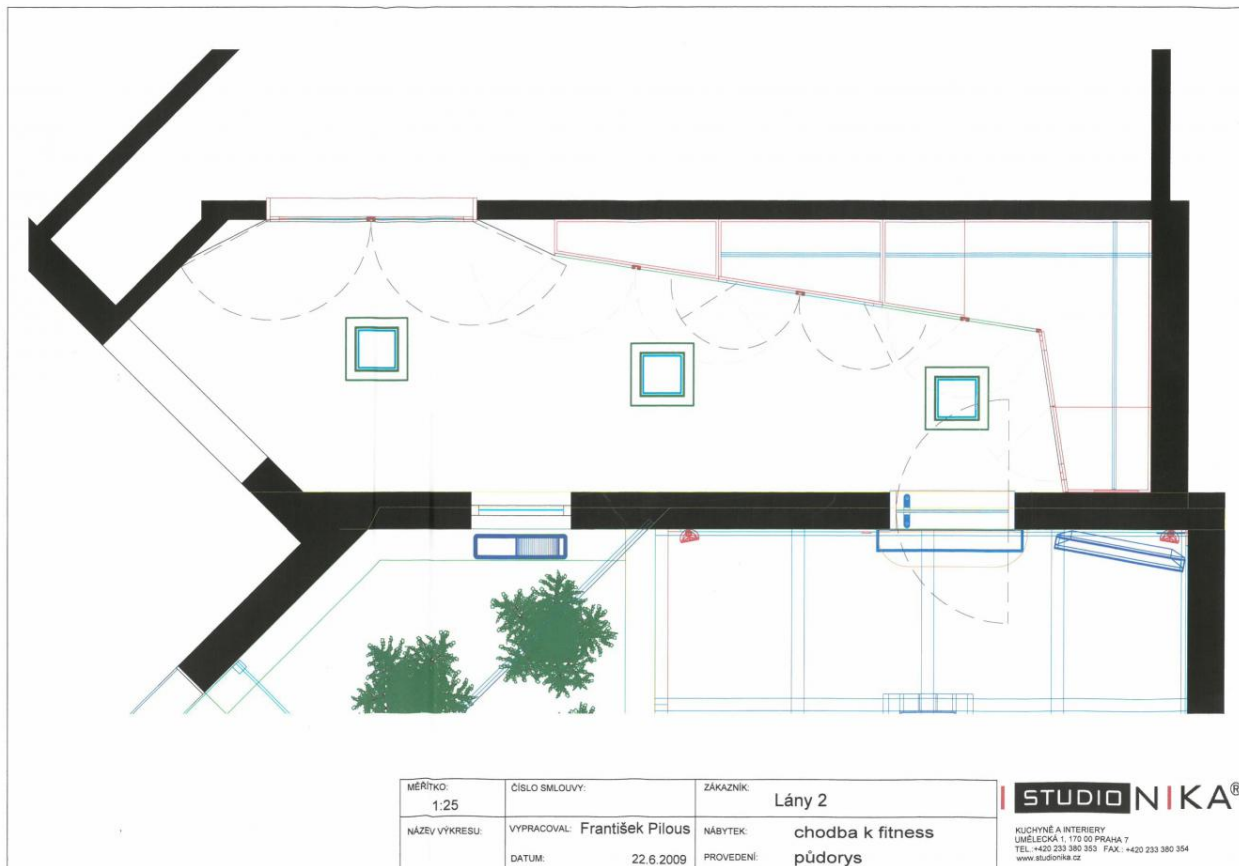 MĚŘÍTKO:
1:25
ČÍSLO SMLOUVY:
ZÁKAZNÍK:
Lány 2
NÁZEV VÝKRESU:
VYPRACOVAL: František Pilous
DATUM: 22.6.2009
NÁBYTEK: chodba k fitness
PROVEDENÍ: půdorys
STUDIO NIKA®
KUCHYNĚ A INTERIERY
UMĚLECKÁ 1, 170 00 PRAHA 7
TEL.:+420 233 380 353 FAX.: +420 233 380 354
www.studionika.cz